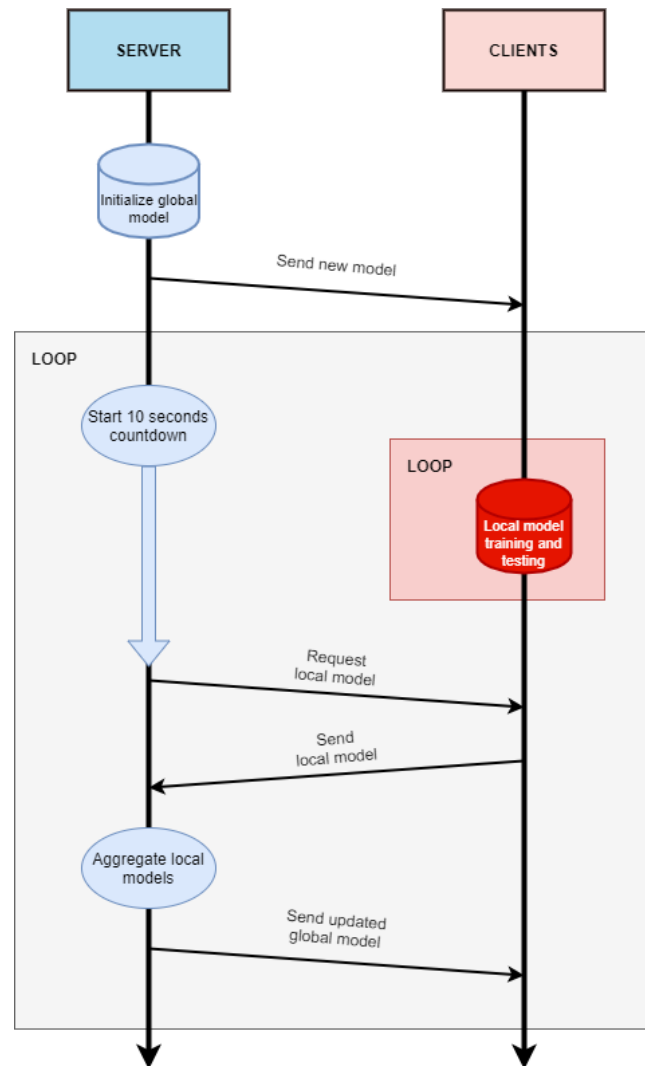 SERVER
CLIENTS
Initialize global
model
Send new model
LOOP
Start 10 seconds
countdown
LOOP
Local model
training and
testing
Request
local model
Send
local model
Aggregate local
models
Send updated
global model